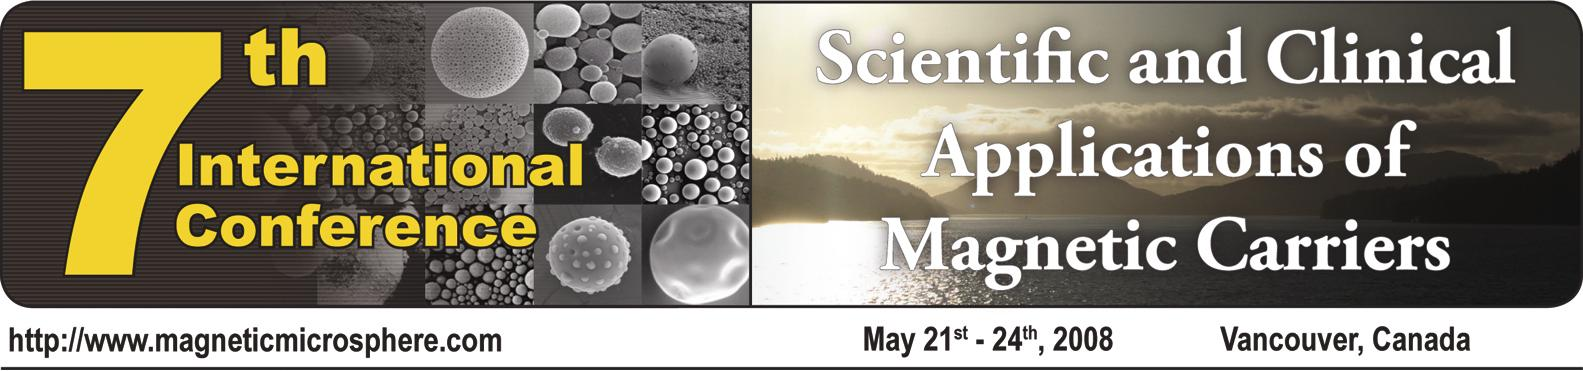 7th
International
Conference
Scientific and Clinical
Applications of
Magnetic Carriers
http://www.magneticmicrosphere.com
May 21st - 24th, 2008
Vancouver, Canada